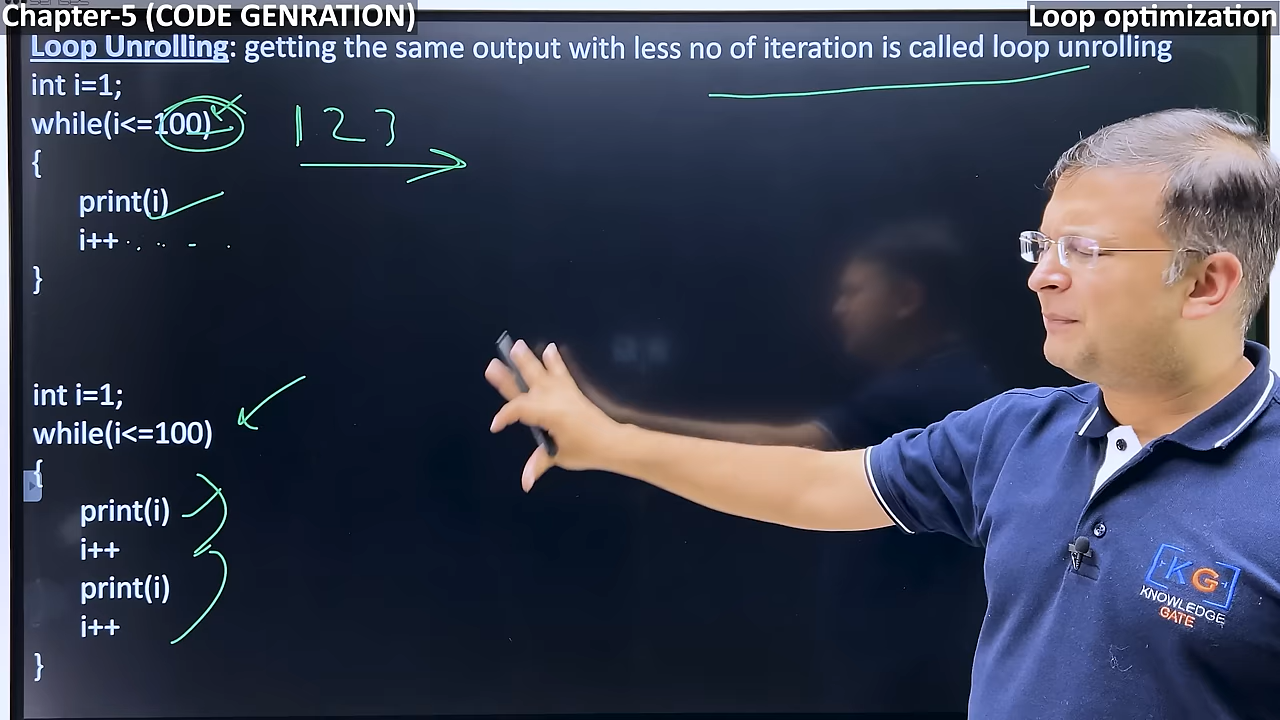 Chapter-5 (CODE GENRATION)
Loop optimization
Loop Unrolling: getting the same output with less no of iteration is called loop unrolling
int i=1;
while(i<=100)
1 2 3
{
print(i)
i++
}
int i=1;
while(i<=100)
{
print(i)
i++
print(i)
i++
}
KG
KNOWLEDGE
GATE